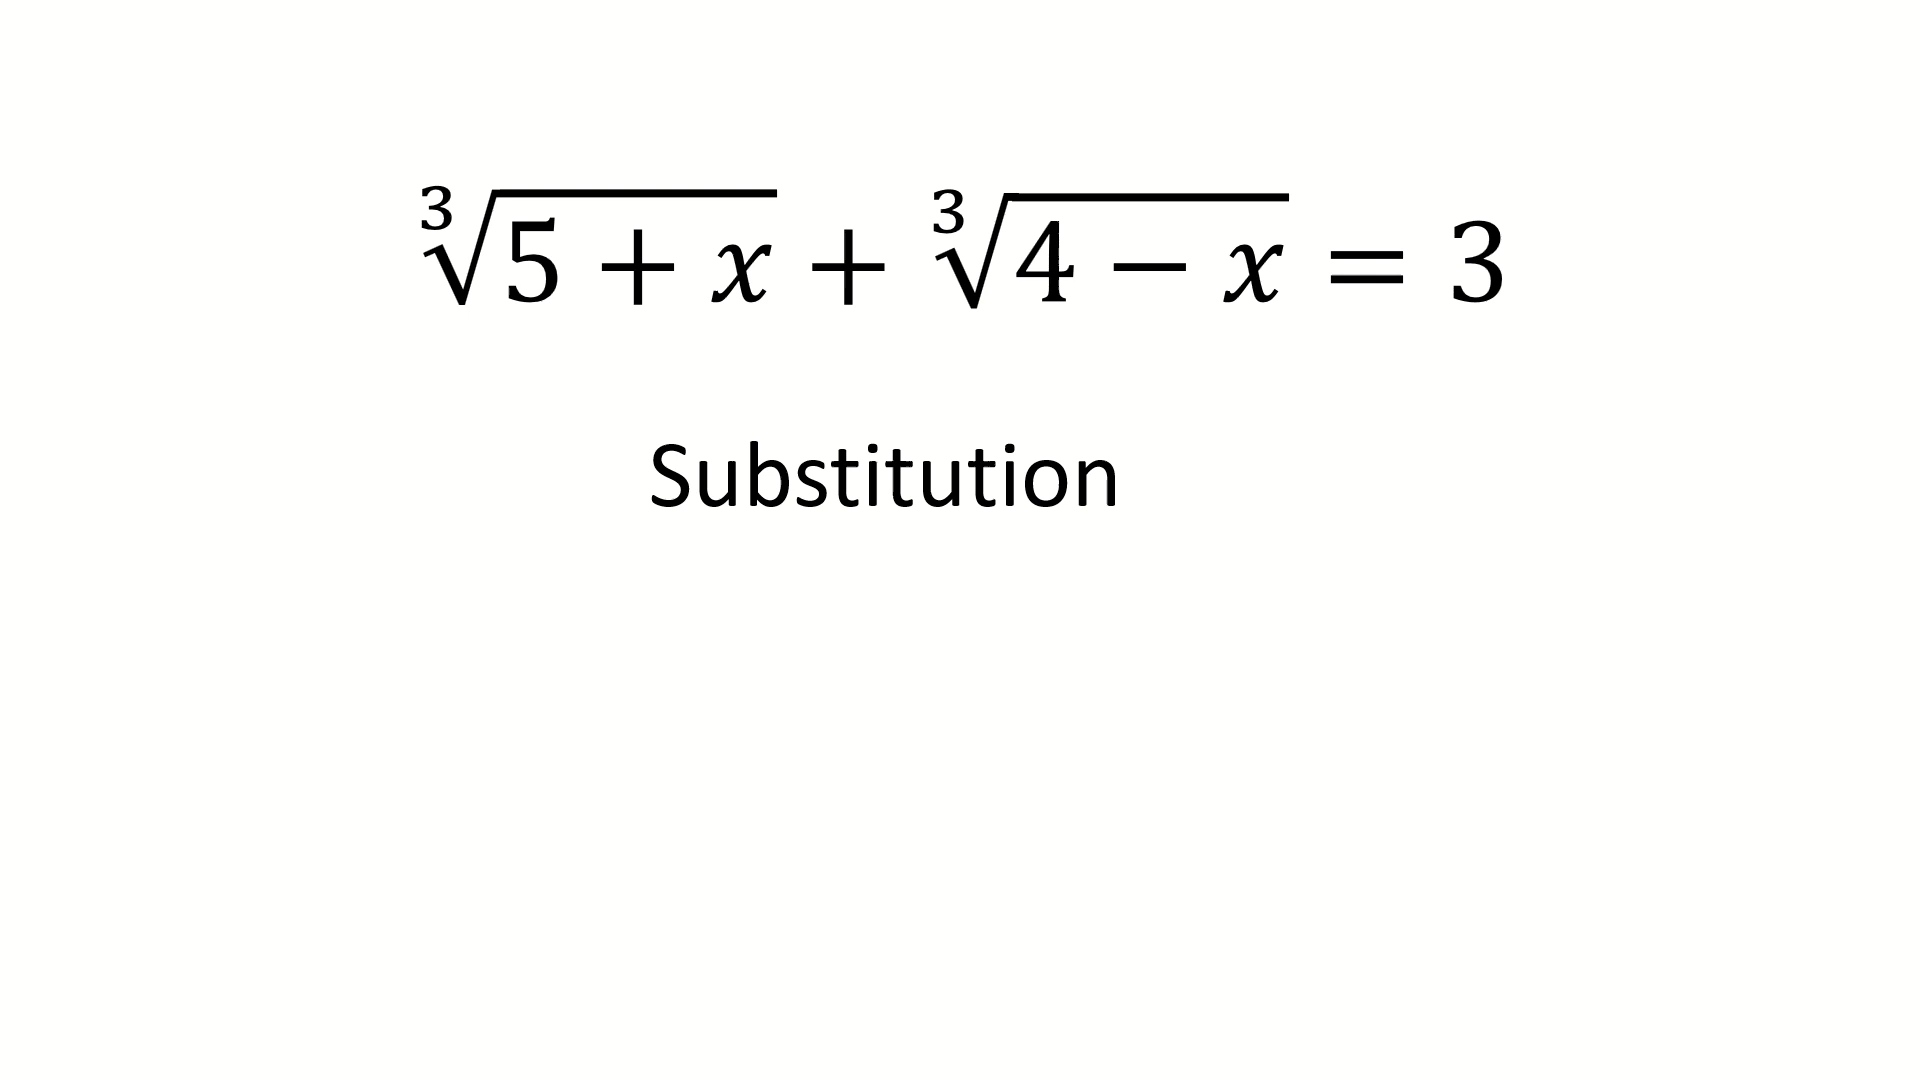 ∛(5 + x) + ∛(4 − x) = 3
Substitution